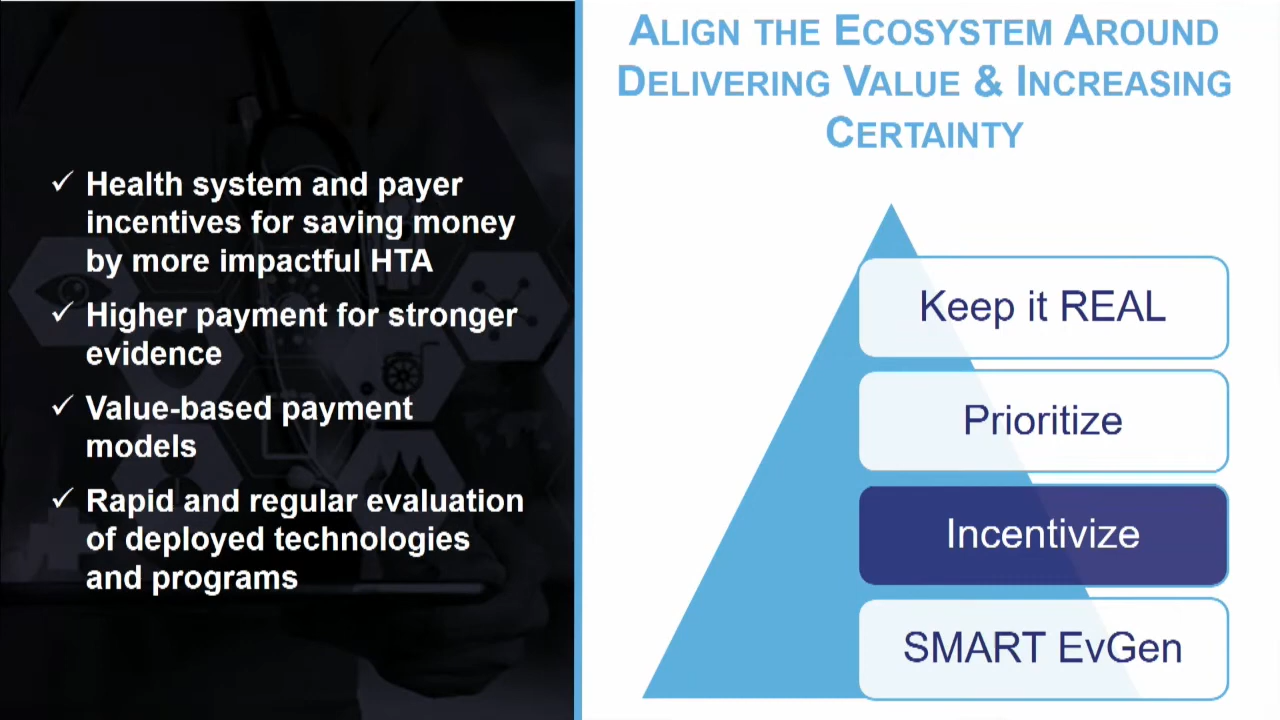 ALIGN THE ECOSYSTEM AROUND
DELIVERING VALUE & INCREASING
CERTAINTY
✓ Health system and payer
incentives for saving money
by more impactful HTA
✓ Higher payment for stronger
evidence
✓ Value-based payment
models
✓ Rapid and regular evaluation
of deployed technologies
and programs
Keep it REAL
Prioritize
Incentivize
SMART EvGen